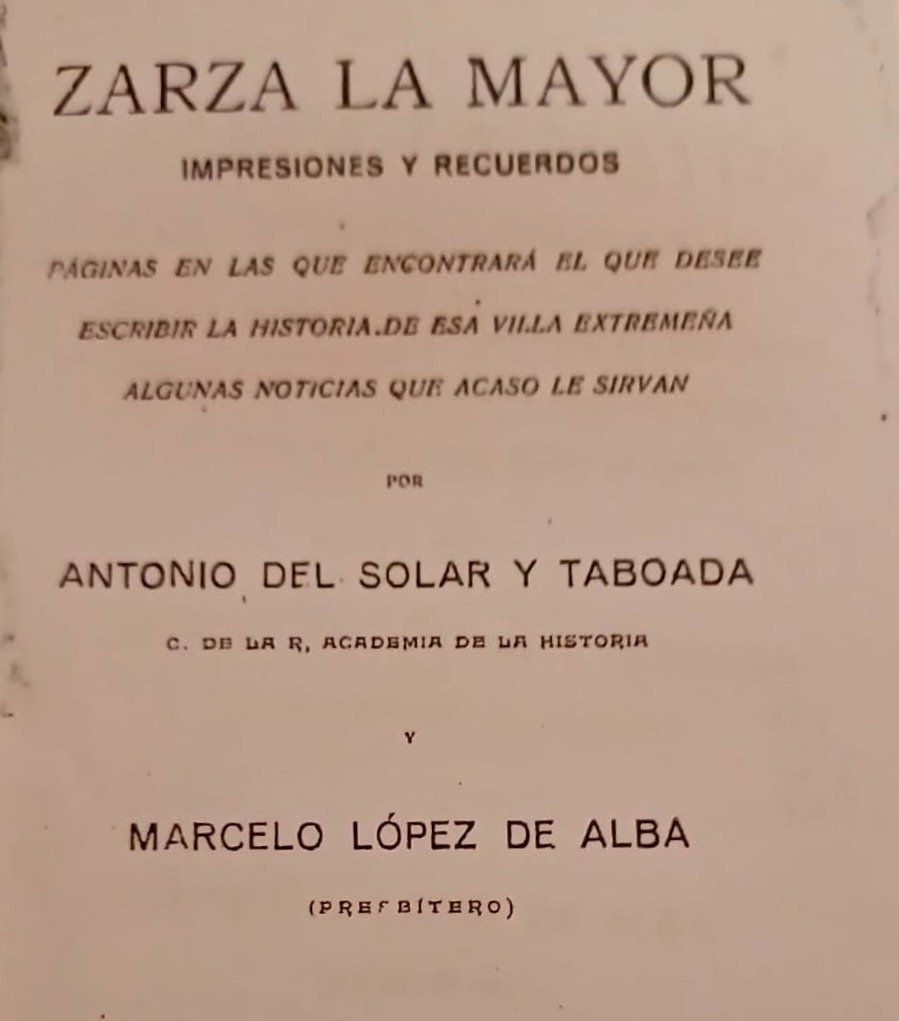 ZARZA LA MAYOR
IMPRESIONES Y RECUERDOS
PÁGINAS EN LAS QUE ENCONTRARÁ EL QUE DESEE
ESCRIBIR LA HISTORIA.DE ESA VILLA EXTREMEÑA
ALGUNAS NOTICIAS QUE ACASO LE SIRVAN
POR
ANTONIO DEL SOLAR Y TABOADA
C. DE LA R, ACADEMIA DE LA HISTORIA
Y
MARCELO LÓPEZ DE ALBA
(PRESBÍTERO)